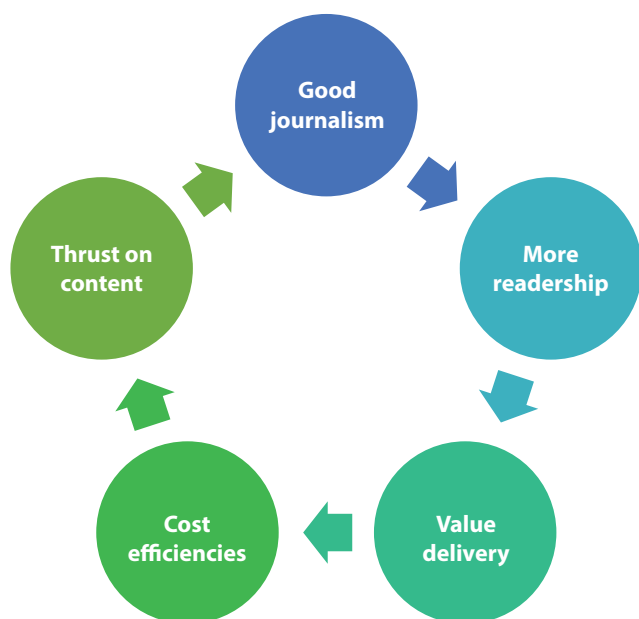 Good
journalism
More
readership
Value
delivery
Cost
efficiencies
Thrust on
content